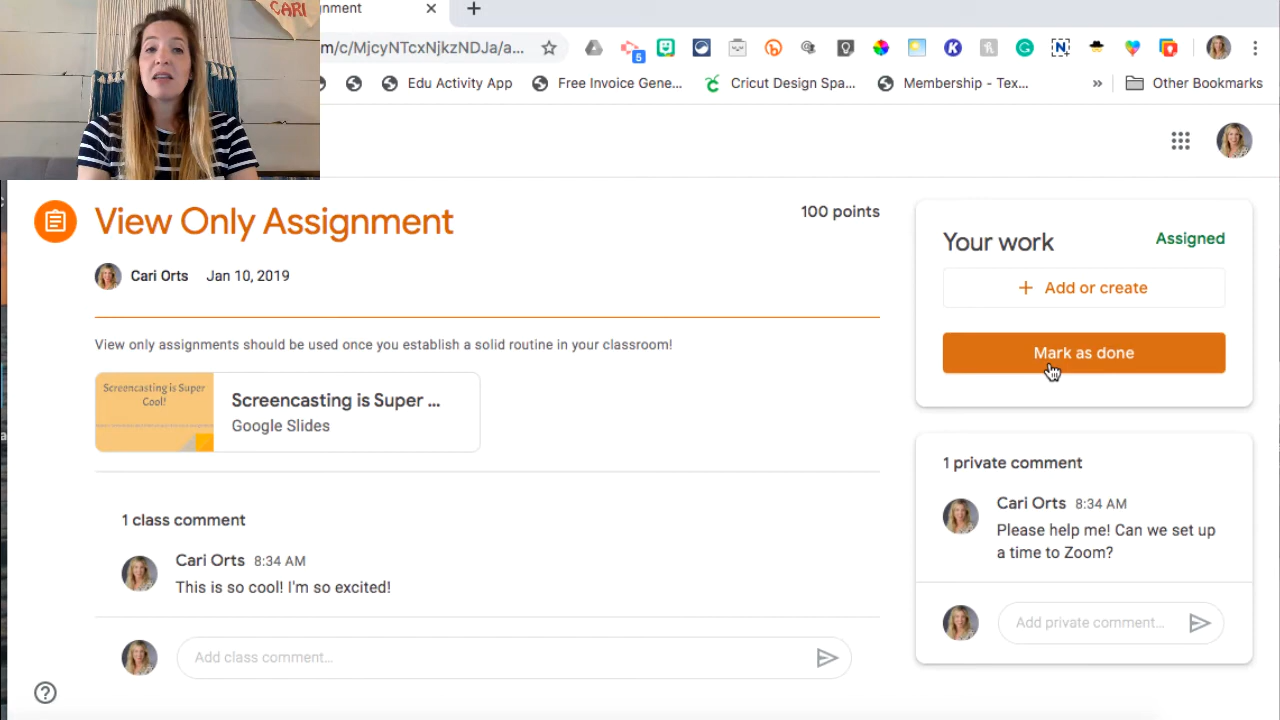 CARI
nment
m/c/MjcyNTcxNjkzNDJa/a...
5
Edu Activity App
Free Invoice Gene...
Cricut Design Spa...
Membership - Tex...
Other Bookmarks
View Only Assignment
100 points
Cari Orts Jan 10, 2019
View only assignments should be used once you establish a solid routine in your classroom!
Screencasting is Super
Cool!
Screencasting is Super ...
Google Slides
1 class comment
Cari Orts 8:34 AM
This is so cool! I'm so excited!
Add class comment...
Your work
Assigned
+ Add or create
Mark as done
1 private comment
Cari Orts 8:34 AM
Please help me! Can we set up
a time to Zoom?
Add private comment...